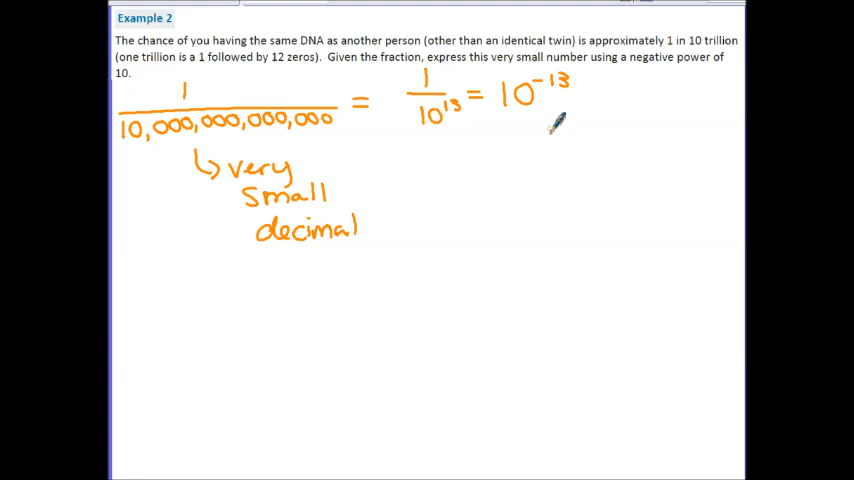 Example 2
The chance of you having the same DNA as another person (other than an identical twin) is approximately 1 in 10 trillion
(one trillion is a 1 followed by 12 zeros). Given the fraction, express this very small number using a negative power of
10.
1/10,000,000,000,000 = 1/10¹³ = 10⁻¹³
↳ very
small
decimal